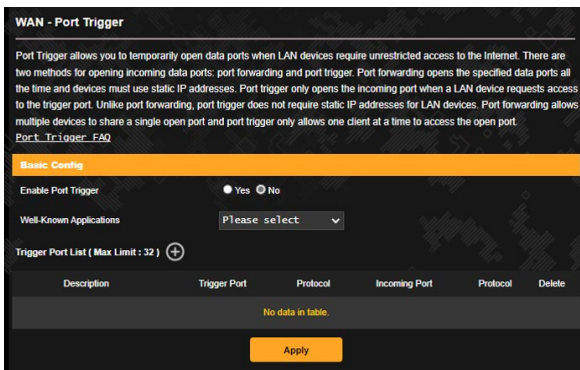 WAN - Port Trigger
Port Trigger allows you to temporarily open data ports when LAN devices require unrestricted access to the Internet. There are
two methods for opening incoming data ports: port forwarding and port trigger. Port forwarding opens the specified data ports all
the time and devices must use static IP addresses. Port trigger only opens the incoming port when a LAN device requests access
to the trigger port. Unlike port forwarding, port trigger does not require static IP addresses for LAN devices. Port forwarding allows
multiple devices to share a single open port and port trigger only allows one client at a time to access the open port.
Port Trigger FAQ
Basic Config
Enable Port Trigger Yes No
Well-Known Applications Please select
Trigger Port List ( Max Limit : 32 )
Description Trigger Port Protocol Incoming Port Protocol Delete
No data in table.
Apply